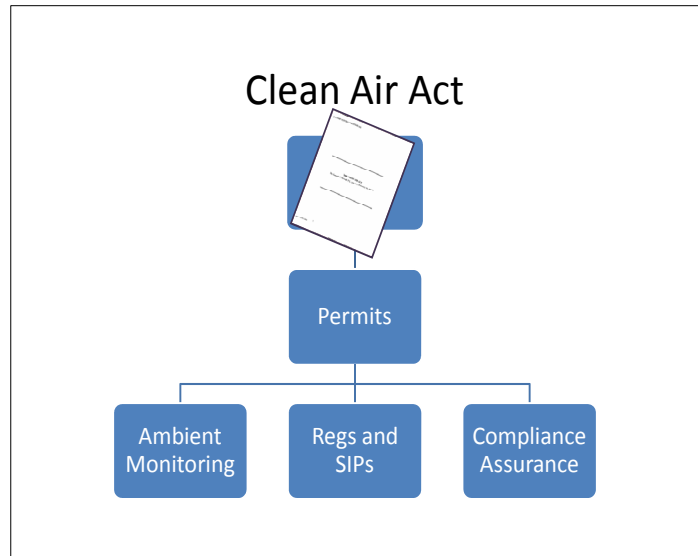 Clean Air Act
Permits
Ambient
Monitoring
Regs and
SIPs
Compliance
Assurance